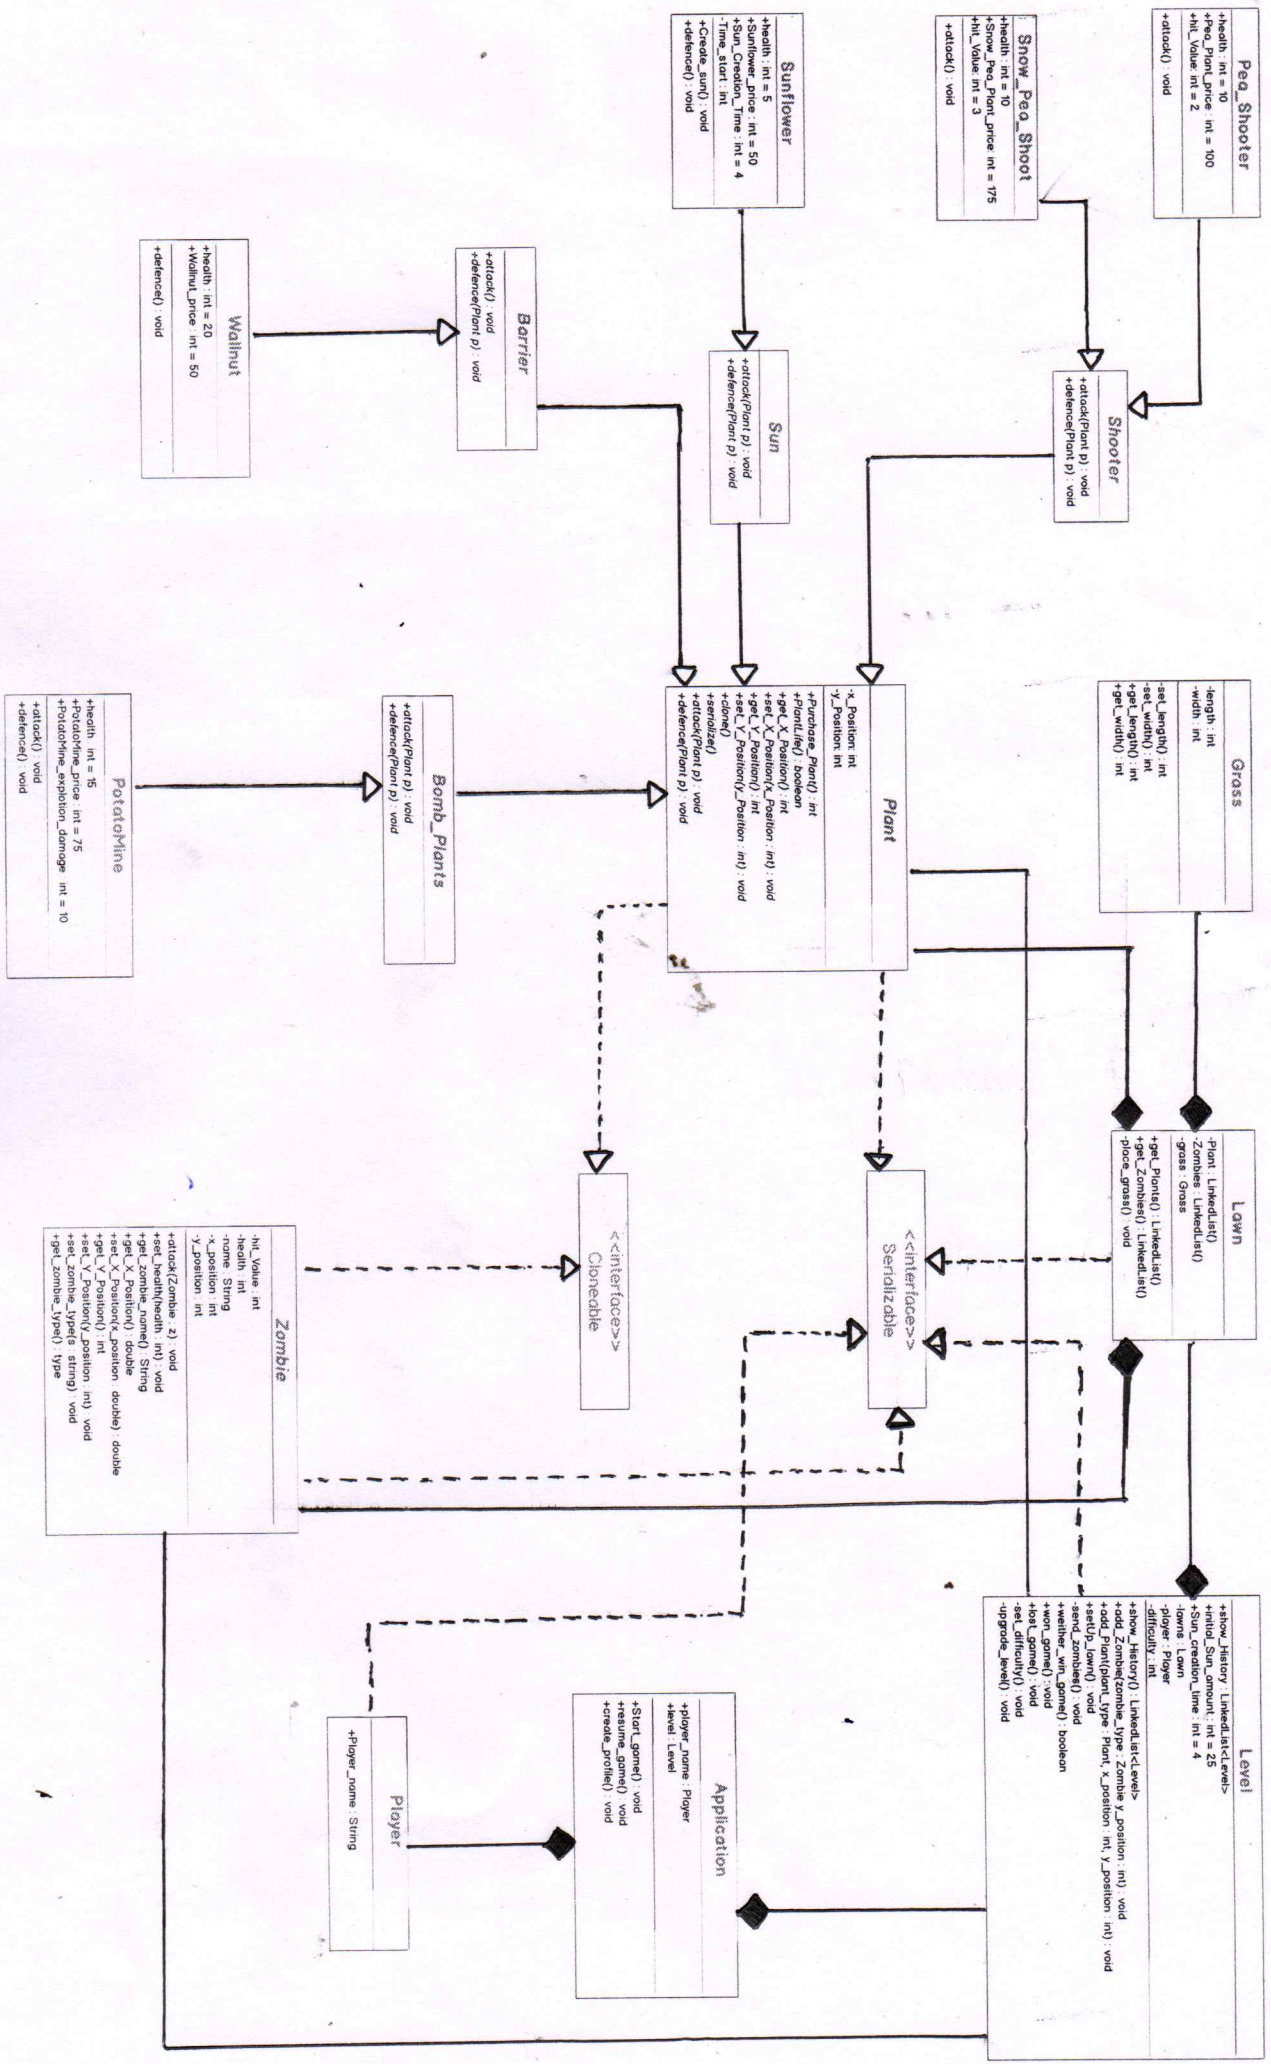 Pea_Shooter
+health : int = 10
+Pea_Plant_price : int = 100
+hit_Value: int = 2
+attack() : void
Snow_Pea_Shoot
+health : int = 10
+Snow_Pea_Plant_price: int = 175
+hit_Value: int = 3
+attack() : void
Shooter
+attack(Plant p) : void
+defence(Plant p) : void
Sunflower
+health : int = 5
+Sunflower_price : int = 50
+Sun_Creation_Time : int = 4
-Time_start : int
+Create_sun() : void
+defence() : void
Sun
+attack(Plant p) : void
+defence(Plant p) : void
Barrier
+attack() : void
+defence(Plant p) : void
Wallnut
+health : int = 20
+Wallnut_price : int = 50
+defence() : void
Grass
-length : int
-width : int
-set_length() : int
-set_width() : int
+get_length() : int
+get_width() : int
Plant
-x_Position: int
-y_Position: int
+Purchase_Plant() : int
+PlantLife() : boolean
+get_X_Position() : int
+set_X_Position(x_Position : int) : void
+get_Y_Position() : int
+set_Y_Position(y_Position : int) : void
+clone()
+serialize()
+attack(Plant p) : void
+defence(Plant p) : void
Bomb_Plants
+attack(Plant p) : void
+defence(Plant p) : void
PotatoMine
+health int = 15
+PotatoMine_price : int = 75
+PotatoMine_explotion_damage int = 10
+attack() : void
+defence() : void
Lawn
-Plant : LinkedList()
-Zombies : LinkedList()
-grass : Grass
+get_Plants() : LinkedList()
+get_Zombies() : LinkedList()
-place_grass() : void
<<interface>>
Serializable
<<interface>>
Cloneable
Zombie
-hit_Value : int
-health : int
-name : String
-x_position : int
-y_position : int
+attack(Zombie : z) : void
+set_health(health : int) : void
+get_zombie_name() : String
+get_X_Position() : double
+set_X_Position(x_position : double) : double
+get_Y_Position() : int
+set_Y_Position(y_position : int) void
+set_zombie_type(s : string) : void
+get_zombie_type() : type
Level
+show_History : LinkedList<Level>
+initial_Sun_amount : int = 25
+Sun_creation_time : int = 4
-lawns : Lawn
-player : Player
-difficulty : int
+show_History() : LinkedList<Level>
+add_Zombie(zombie_type : Zombie y_position : int) : void
+add_Plant(plant_type : Plant, x_position : int, y_position : int) : void
+setUp_lawn() : void
-send_zombies() : void
+weither_win_game() : boolean
+won_game() : void
+lost_game() : void
-set_difficulty() : void
-upgrade_level() : void
Application
+player_name : Player
+level : Level
+Start_game() : void
+resume_game() : void
+create_profile() : void
Player
+Player_name : String